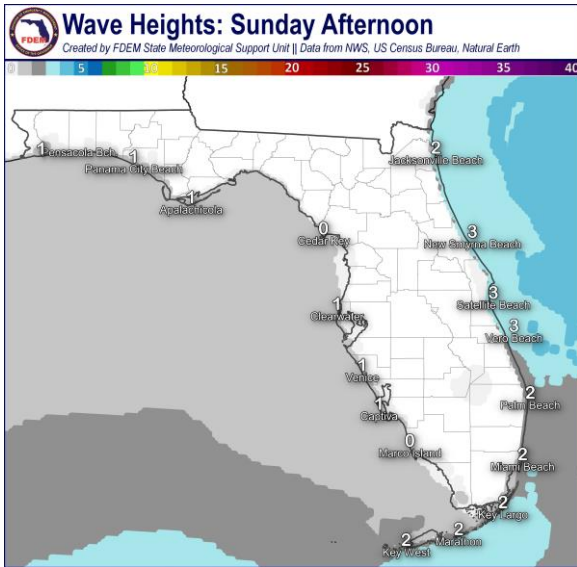 FDEM
Wave Heights: Sunday Afternoon
Created by FDEM State Meteorological Support Unit || Data from NWS, US Census Bureau, Natural Earth
0 5 10 15 20 25 30 35 40
1
Pensacola Bch
1
Panama City Beach
1
Apalachicola
2
Jacksonville Beach
0
Cedar Key
3
New Smyrna Beach
3
Satellite Beach
1
Clearwater
3
Vero Beach
1
Venice
1
Captiva
2
Palm Beach
0
Marco Island
2
Miami Beach
2
Key Largo
2
Marathon
2
Key West